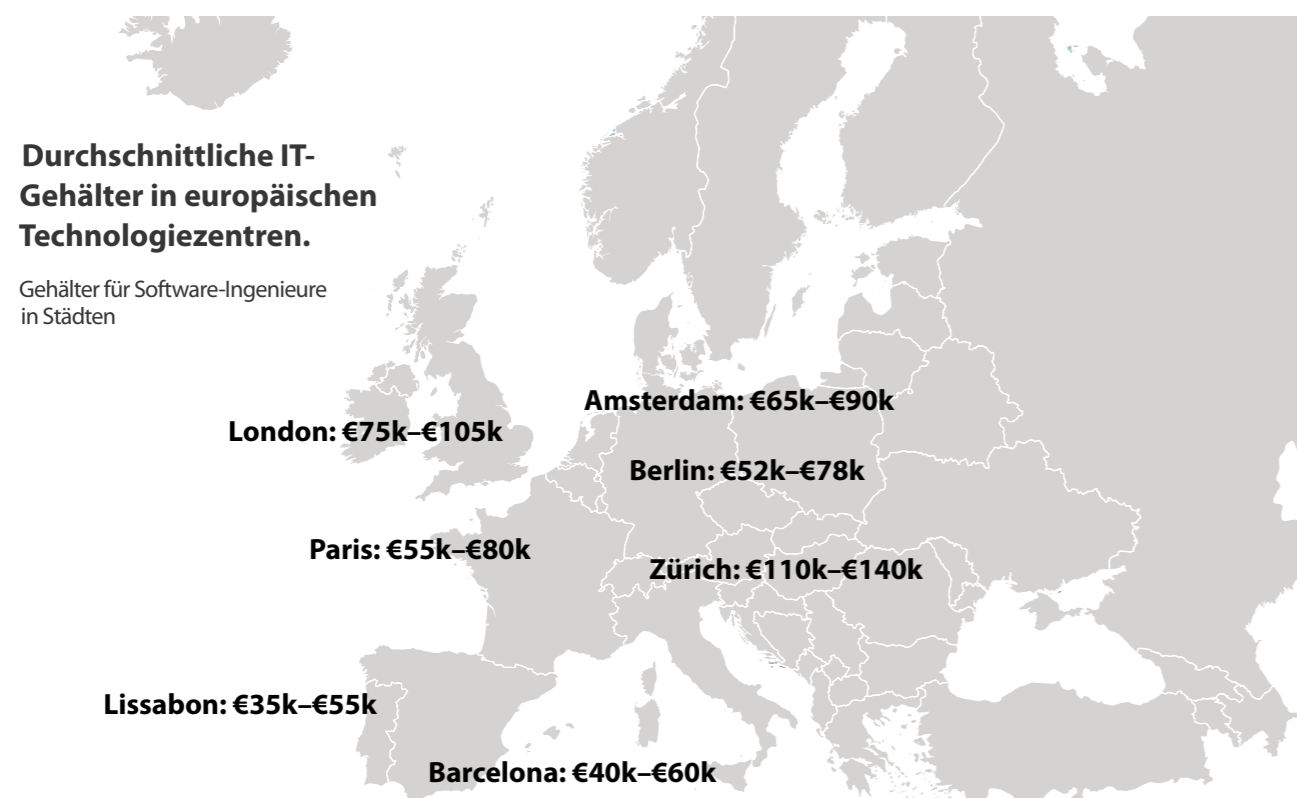 Durchschnittliche IT-
Gehälter in europäischen
Technologiezentren.
Gehälter für Software-Ingenieure
in Städten
Amsterdam: €65k–€90k
London: €75k–€105k
Berlin: €52k–€78k
Paris: €55k–€80k
Zürich: €110k–€140k
Lissabon: €35k–€55k
Barcelona: €40k–€60k